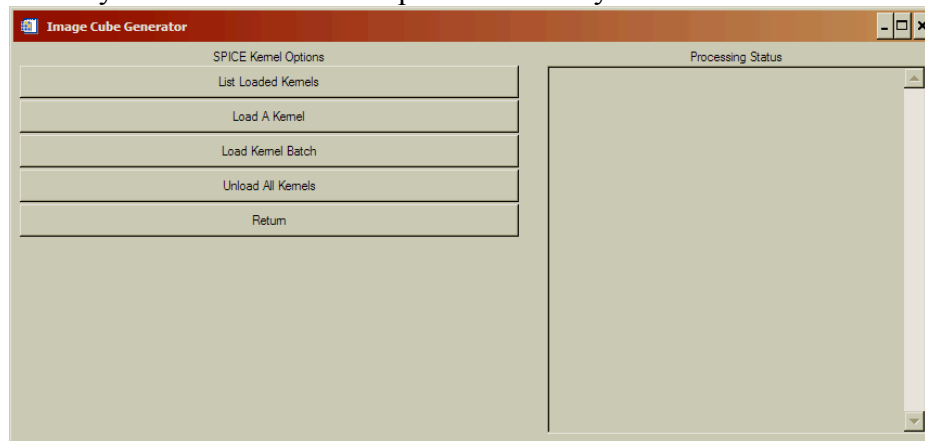 Image Cube Generator
SPICE Kernel Options
List Loaded Kernels
Load A Kernel
Load Kernel Batch
Unload All Kernels
Return
Processing Status